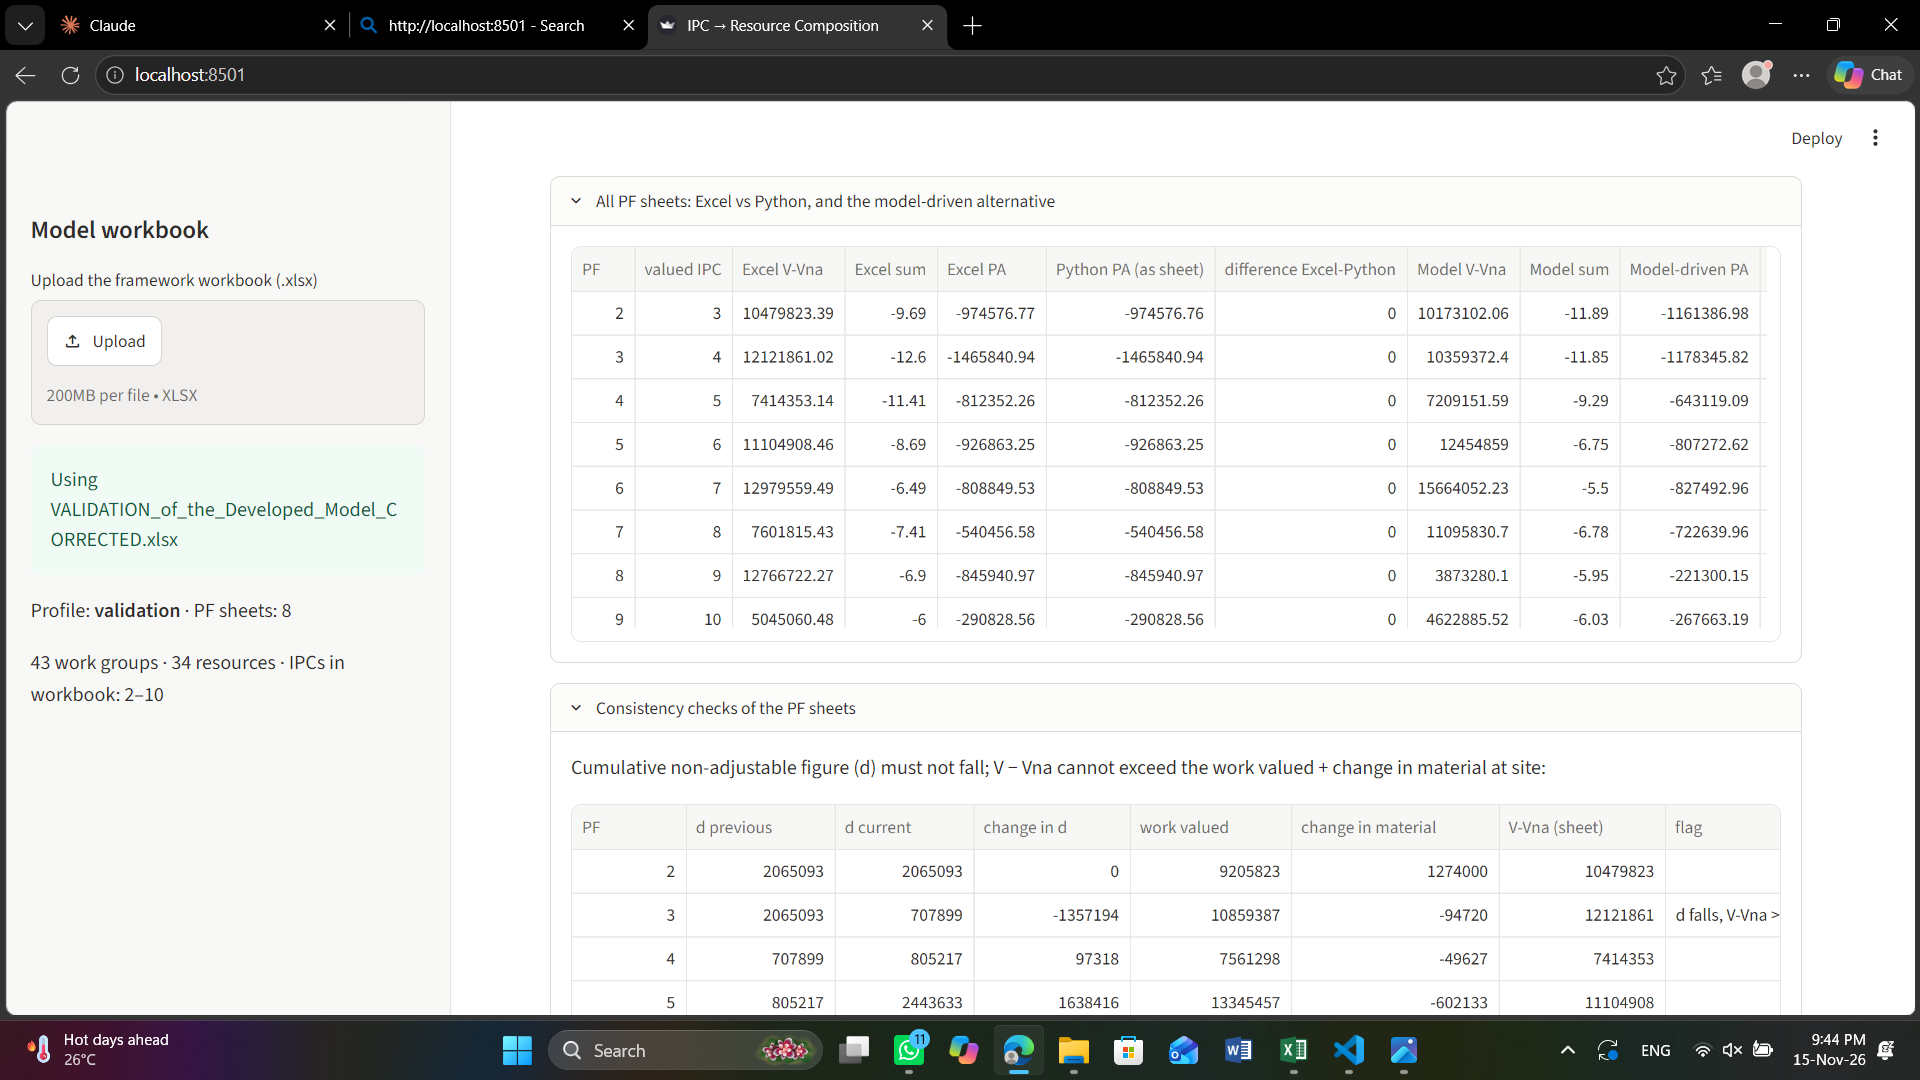 Claude
http://localhost:8501 - Search
IPC → Resource Composition
localhost:8501
Chat
Deploy
Model workbook
Upload the framework workbook (.xlsx)
Upload
200MB per file • XLSX
Using
VALIDATION_of_the_Developed_Model_C
ORRECTED.xlsx
Profile: validation · PF sheets: 8
43 work groups · 34 resources · IPCs in
workbook: 2–10
All PF sheets: Excel vs Python, and the model-driven alternative
PF valued IPC Excel V-Vna Excel sum Excel PA Python PA (as sheet) difference Excel-Python Model V-Vna Model sum Model-driven PA
2 3 10479823.39 -9.69 -974576.77 -974576.76 0 10173102.06 -11.89 -1161386.98
3 4 12121861.02 -12.6 -1465840.94 -1465840.94 0 10359372.4 -11.85 -1178345.82
4 5 7414353.14 -11.41 -812352.26 -812352.26 0 7209151.59 -9.29 -643119.09
5 6 11104908.46 -8.69 -926863.25 -926863.25 0 12454859 -6.75 -807272.62
6 7 12979559.49 -6.49 -808849.53 -808849.53 0 15664052.23 -5.5 -827492.96
7 8 7601815.43 -7.41 -540456.58 -540456.58 0 11095830.7 -6.78 -722639.96
8 9 12766722.27 -6.9 -845940.97 -845940.97 0 3873280.1 -5.95 -221300.15
9 10 5045060.48 -6 -290828.56 -290828.56 0 4622885.52 -6.03 -267663.19
Consistency checks of the PF sheets
Cumulative non-adjustable figure (d) must not fall; V − Vna cannot exceed the work valued + change in material at site:
PF d previous d current change in d work valued change in material V-Vna (sheet) flag
2 2065093 2065093 0 9205823 1274000 10479823
3 2065093 707899 -1357194 10859387 -94720 12121861 d falls, V-Vna >
4 707899 805217 97318 7561298 -49627 7414353
5 805217 2443633 1638416 13345457 -602133 11104908
Hot days ahead
26°C
Search
11
ENG
9:44 PM
15-Nov-26